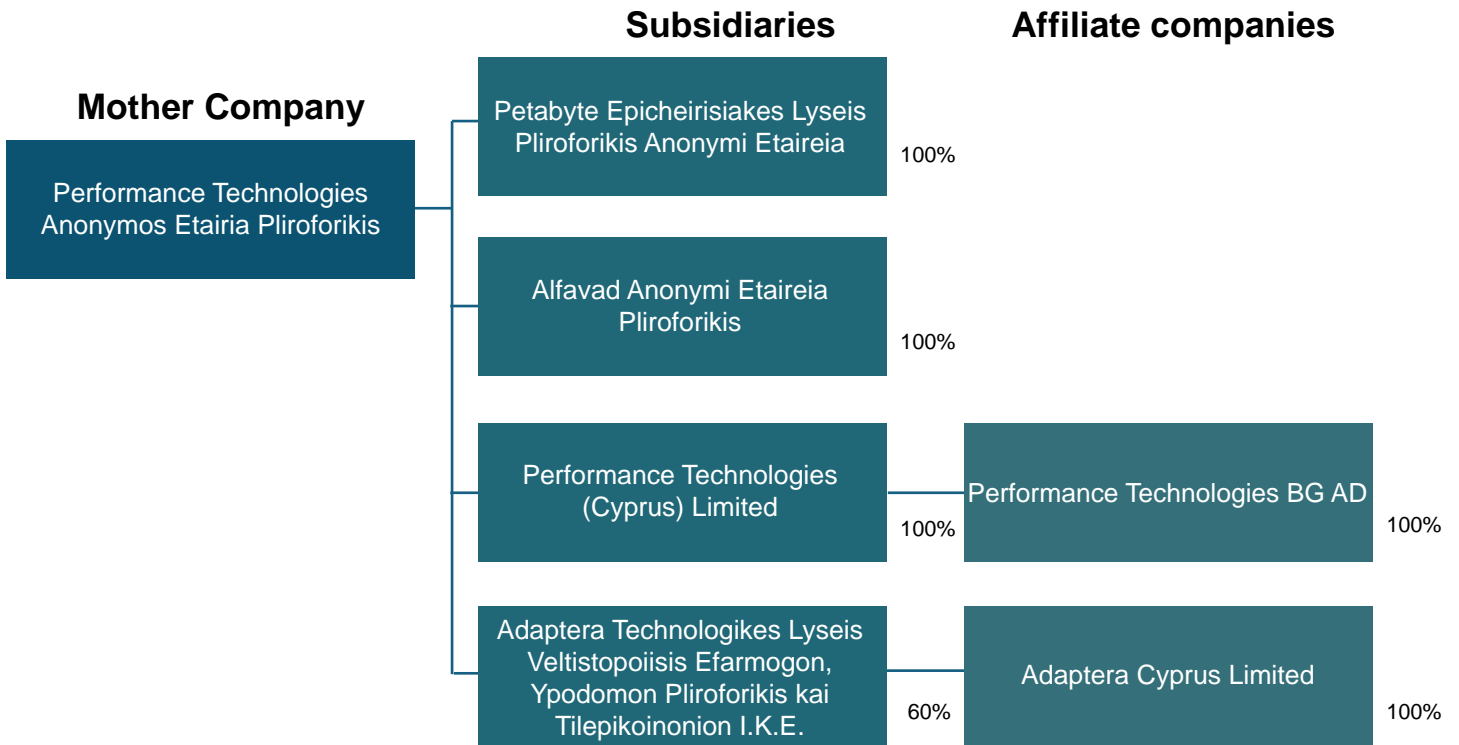 Subsidiaries
Affiliate companies
Mother Company
Performance Technologies
Anonymos Etairia Pliroforikis
Petabyte Epicheirisiakes Lyseis
Pliroforikis Anonymi Etaireia
100%
Alfavad Anonymi Etaireia
Pliroforikis
100%
Performance Technologies
(Cyprus) Limited
100%
Performance Technologies BG AD
100%
Adaptera Technologikes Lyseis
Veltistopoiisis Efarmogon,
Ypodomon Pliroforikis kai
Tilepikoinonion I.K.E.
60%
Adaptera Cyprus Limited
100%